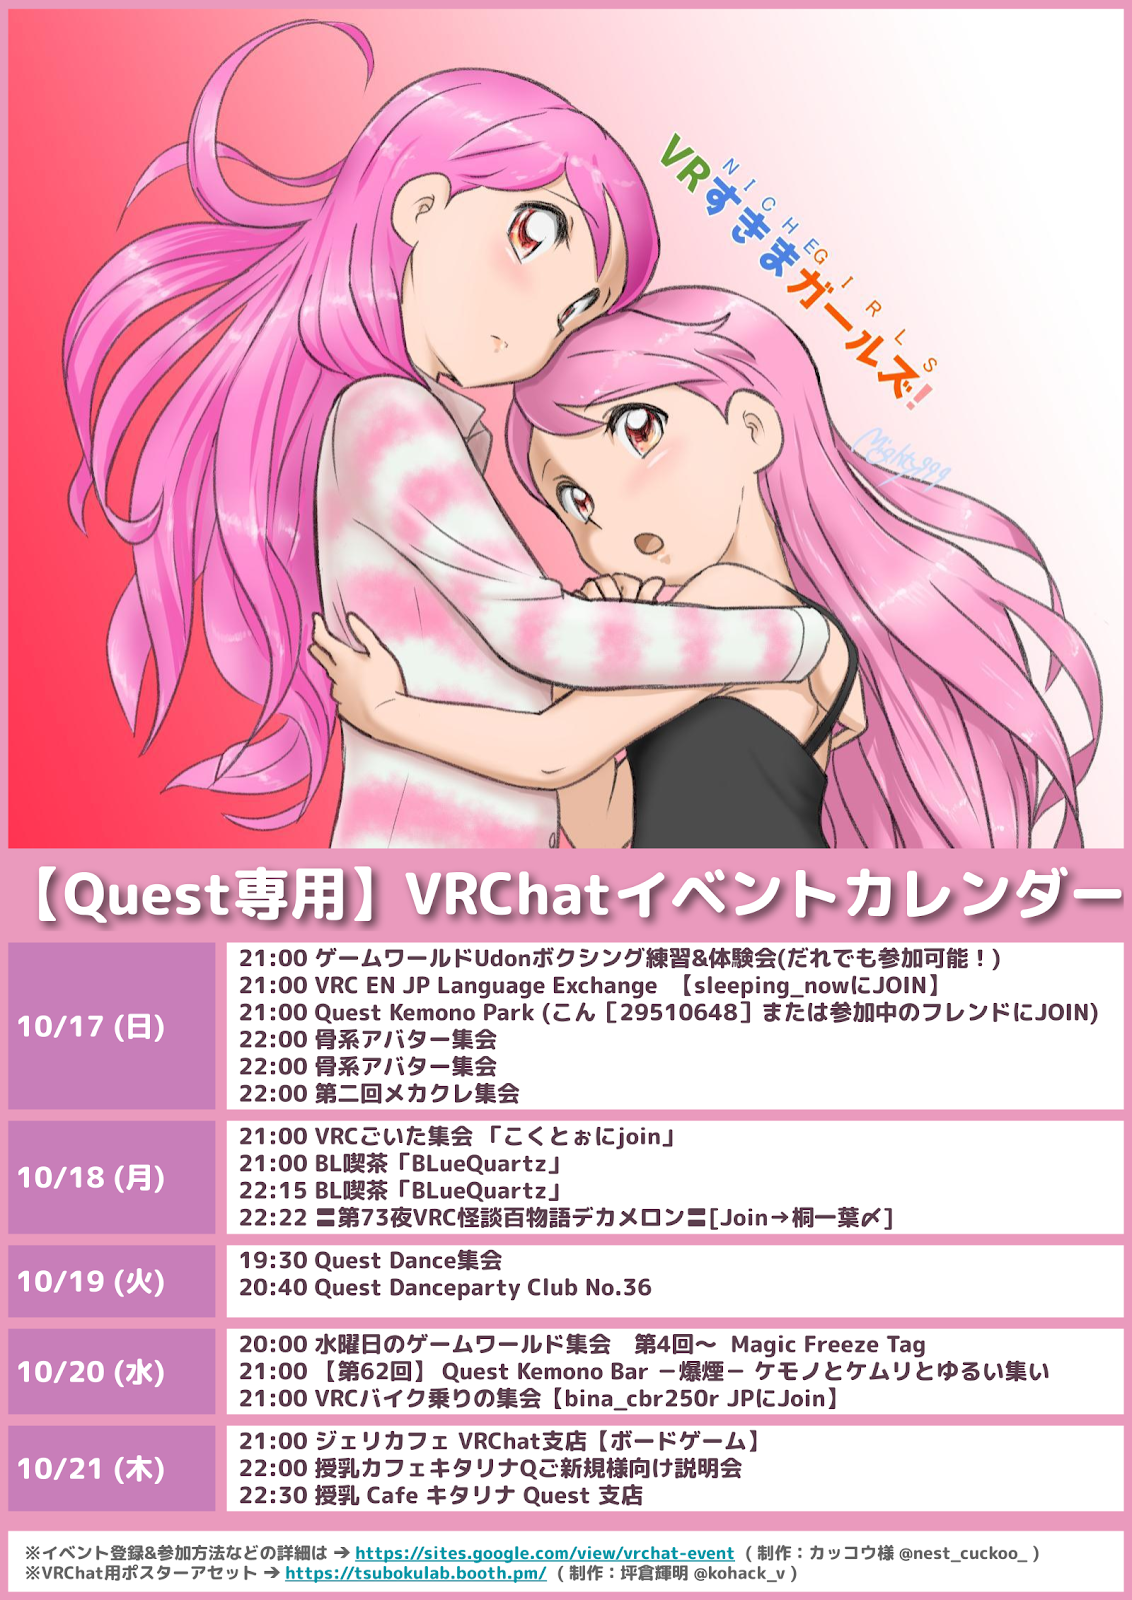 NICHE GIRLS
VRすきまガールズ!
Mighty999
【Quest専用】VRChatイベントカレンダー
10/17 (日)
21:00 ゲームワールドUdonボクシング練習&体験会(だれでも参加可能！)
21:00 VRC EN JP Language Exchange 【sleeping_nowにJOIN】
21:00 Quest Kemono Park (こん［29510648］または参加中のフレンドにJOIN)
22:00 骨系アバター集会
22:00 骨系アバター集会
22:00 第二回メカクレ集会
10/18 (月)
21:00 VRCごいた集会 「こくとぉにjoin」
21:00 BL喫茶「BLueQuartz」
22:15 BL喫茶「BLueQuartz」
22:22 〓第73夜VRC怪談百物語デカメロン〓[Join→桐一葉〆]
10/19 (火)
19:30 Quest Dance集会
20:40 Quest Danceparty Club No.36
10/20 (水)
20:00 水曜日のゲームワールド集会　第4回〜 Magic Freeze Tag
21:00 【第62回】 Quest Kemono Bar －爆煙－ ケモノとケムリとゆるい集い
21:00 VRCバイク乗りの集会【bina_cbr250r JPにJoin】
10/21 (木)
21:00 ジェリカフェ VRChat支店【ボードゲーム】
22:00 授乳カフェキタリナQご新規様向け説明会
22:30 授乳 Cafe キタリナ Quest 支店
※イベント登録&参加方法などの詳細は ➔ https://sites.google.com/view/vrchat-event ( 制作：カッコウ様 @nest_cuckoo_ )
※VRChat用ポスターアセット ➔ https://tsubokulab.booth.pm/ ( 制作：坪倉輝明 @kohack_v )